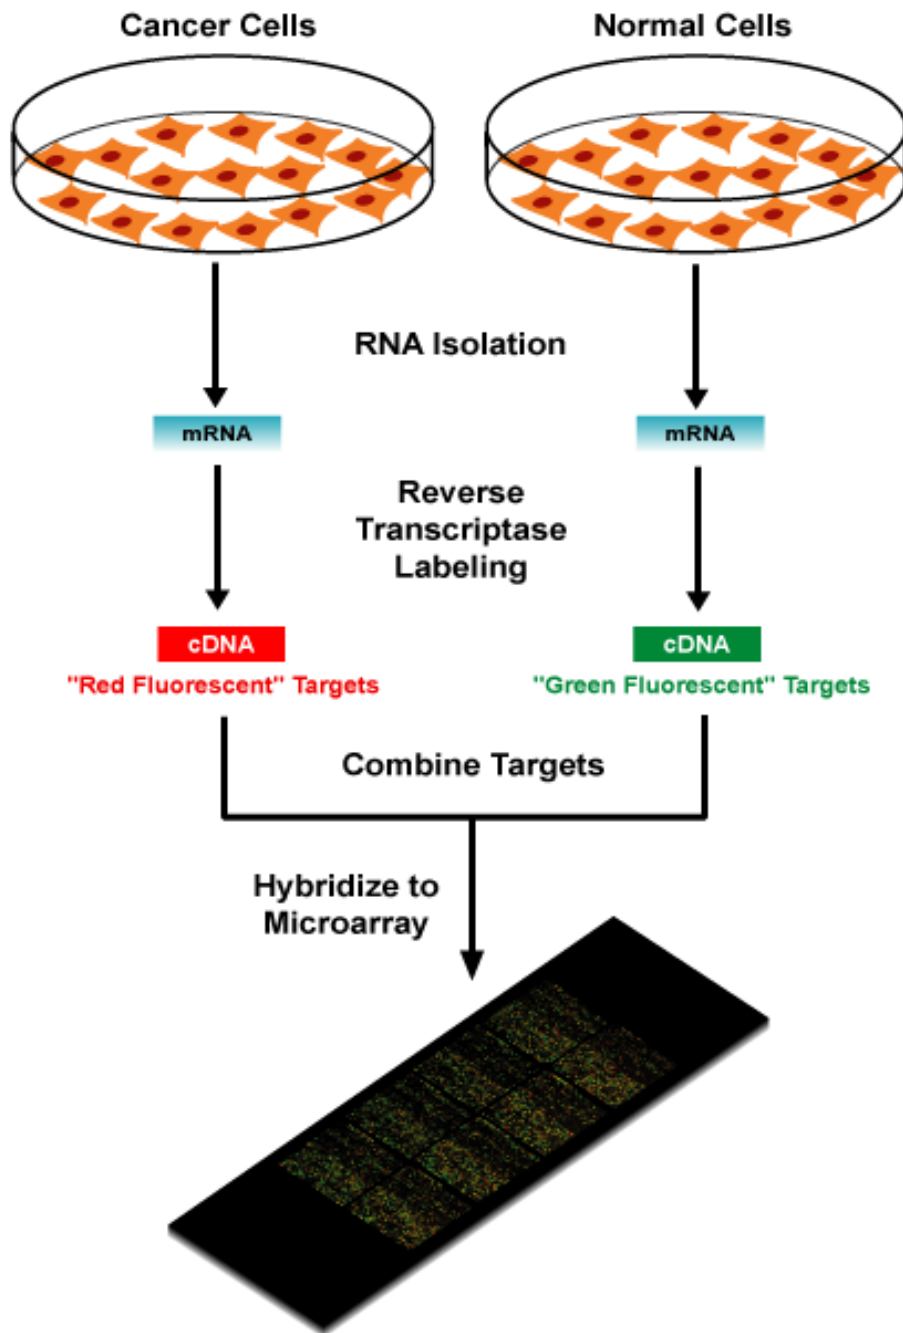 Cancer Cells
Normal Cells
RNA Isolation
mRNA
mRNA
Reverse
Transcriptase
Labeling
cDNA
cDNA
"Red Fluorescent" Targets
"Green Fluorescent" Targets
Combine Targets
Hybridize to
Microarray